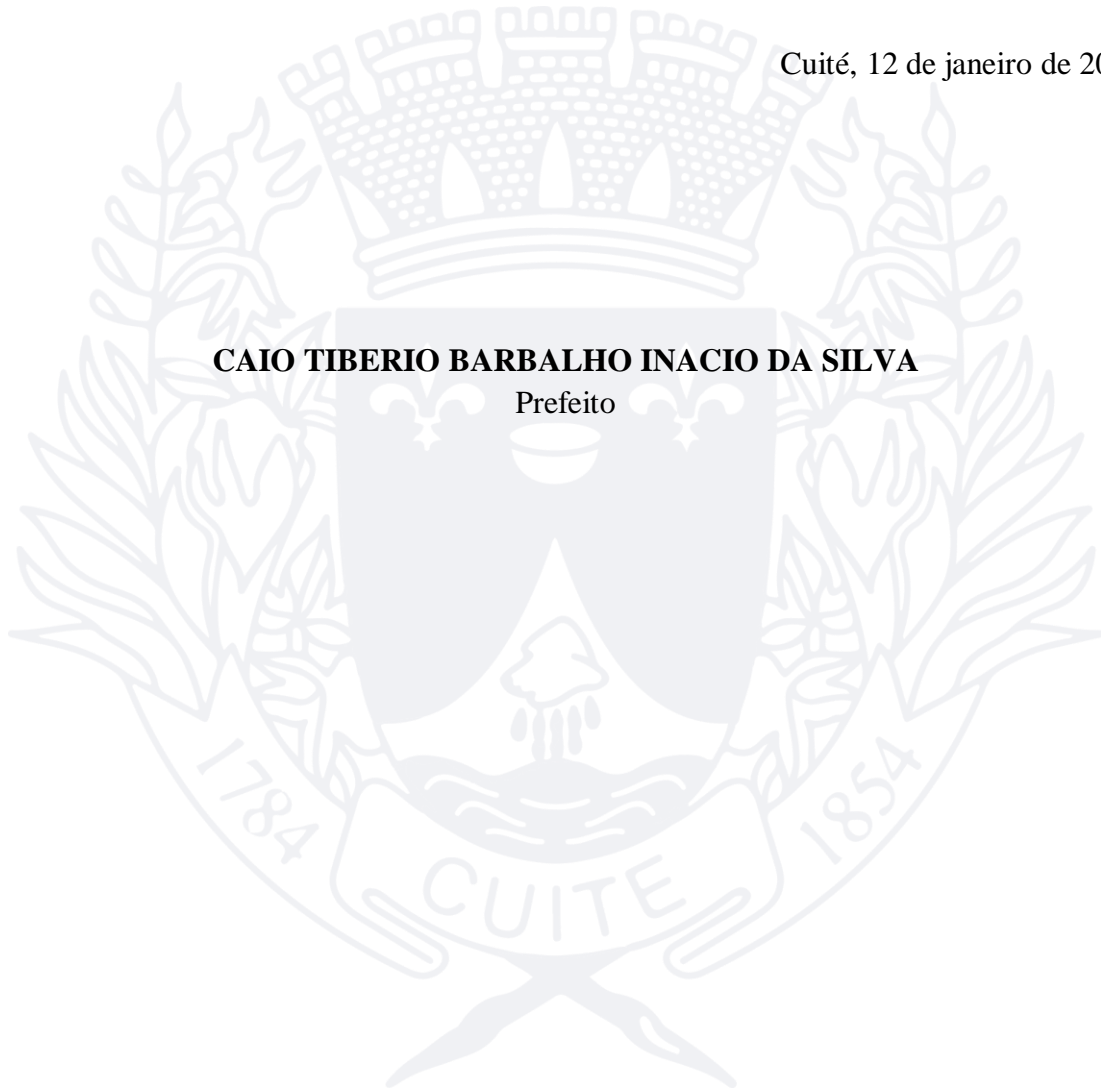 Cuité, 12 de janeiro de 20
CAIO TIBERIO BARBALHO INACIO DA SILVA
Prefeito
1784
CUITE
1854